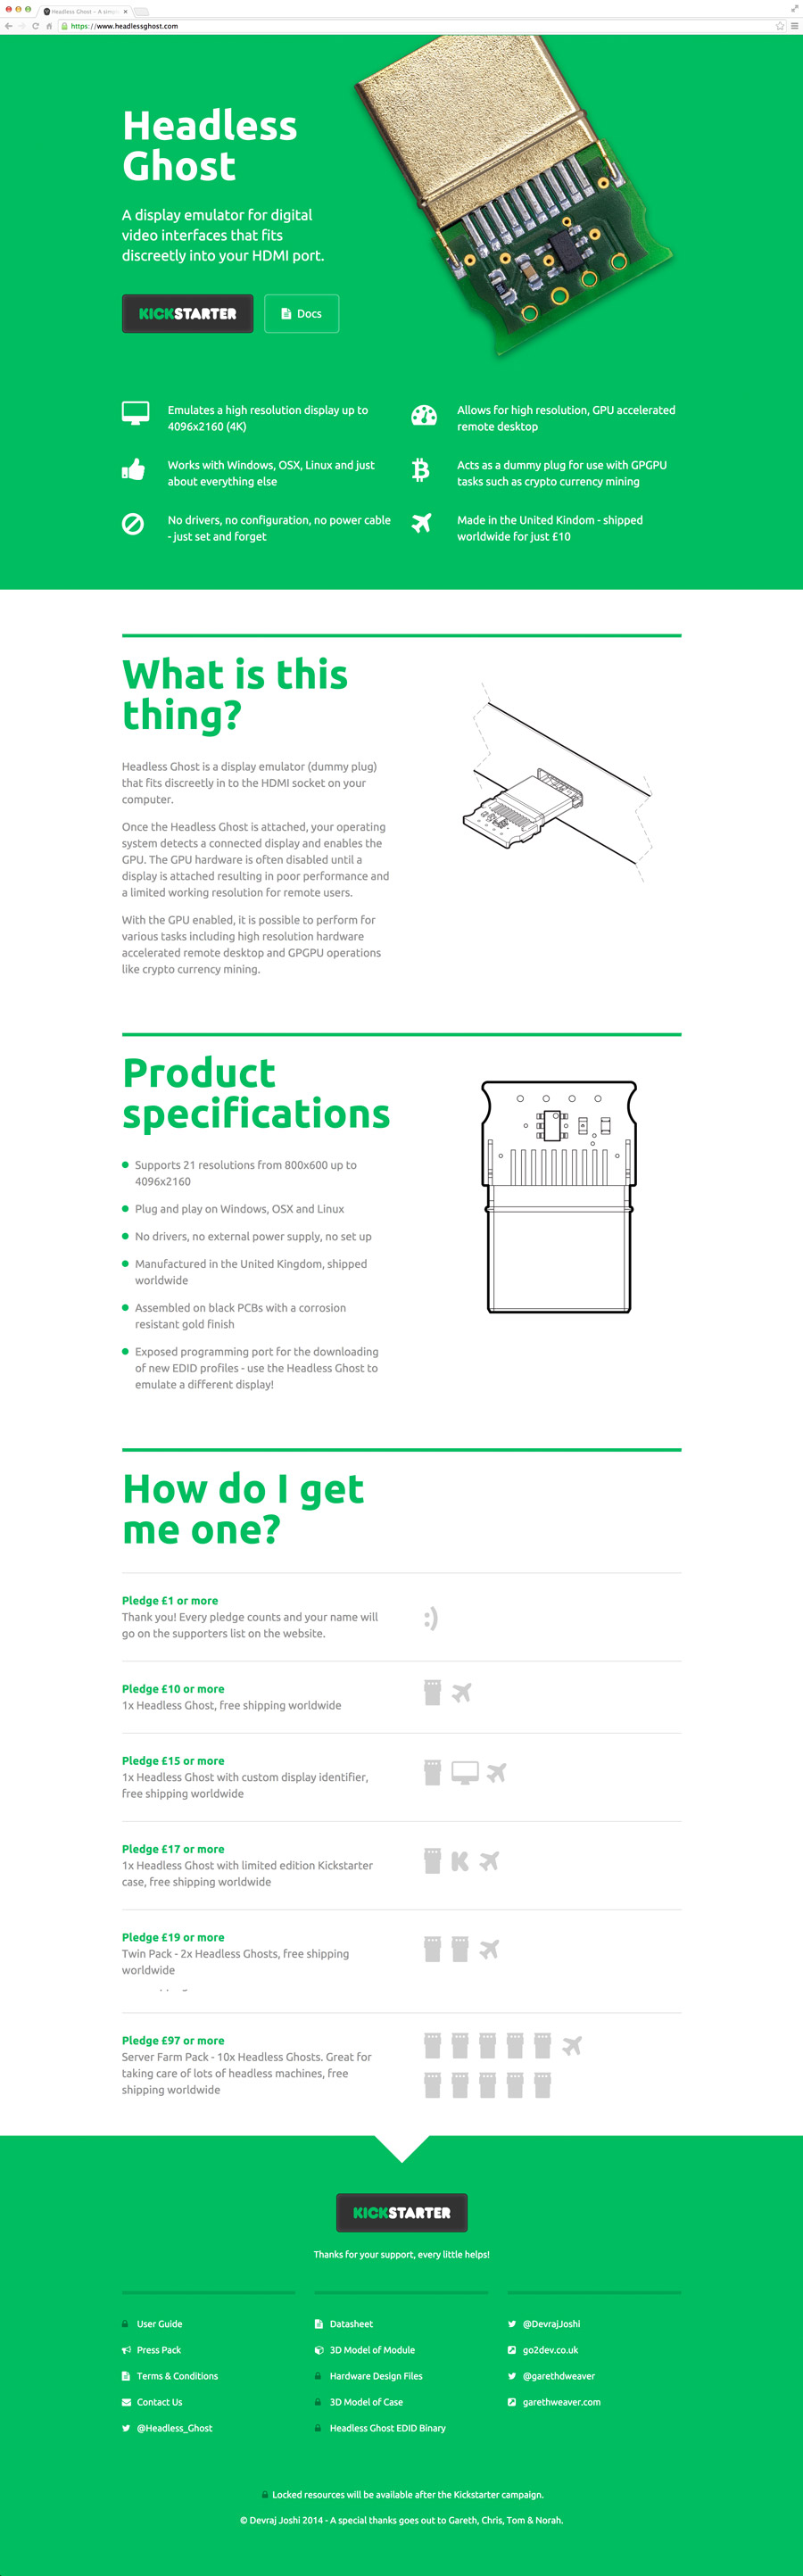 Headless Ghost – A simpl
https://www.headlessghost.com
Headless
Ghost
A display emulator for digital
video interfaces that fits
discreetly into your HDMI port.
KICKSTARTER
Docs
Emulates a high resolution display up to
4096x2160 (4K)
Allows for high resolution, GPU accelerated
remote desktop
Works with Windows, OSX, Linux and just
about everything else
Acts as a dummy plug for use with GPGPU
tasks such as crypto currency mining
No drivers, no configuration, no power cable
- just set and forget
Made in the United Kindom - shipped
worldwide for just £10
What is this
thing?
Headless Ghost is a display emulator (dummy plug)
that fits discreetly in to the HDMI socket on your
computer.
Once the Headless Ghost is attached, your operating
system detects a connected display and enables the
GPU. The GPU hardware is often disabled until a
display is attached resulting in poor performance and
a limited working resolution for remote users.
With the GPU enabled, it is possible to perform for
various tasks including high resolution hardware
accelerated remote desktop and GPGPU operations
like crypto currency mining.
Product
specifications
Supports 21 resolutions from 800x600 up to
4096x2160
Plug and play on Windows, OSX and Linux
No drivers, no external power supply, no set up
Manufactured in the United Kingdom, shipped
worldwide
Assembled on black PCBs with a corrosion
resistant gold finish
Exposed programming port for the downloading
of new EDID profiles - use the Headless Ghost to
emulate a different display!
How do I get
me one?
Pledge £1 or more
Thank you! Every pledge counts and your name will
go on the supporters list on the website.
:)
Pledge £10 or more
1x Headless Ghost, free shipping worldwide
Pledge £15 or more
1x Headless Ghost with custom display identifier,
free shipping worldwide
Pledge £17 or more
1x Headless Ghost with limited edition Kickstarter
case, free shipping worldwide
K
Pledge £19 or more
Twin Pack - 2x Headless Ghosts, free shipping
worldwide
Pledge £97 or more
Server Farm Pack - 10x Headless Ghosts. Great for
taking care of lots of headless machines, free
shipping worldwide
KICKSTARTER
Thanks for your support, every little helps!
User Guide
Press Pack
Terms & Conditions
Contact Us
@Headless_Ghost
Datasheet
3D Model of Module
Hardware Design Files
3D Model of Case
Headless Ghost EDID Binary
@DevrajJoshi
go2dev.co.uk
@garethdweaver
garethweaver.com
Locked resources will be available after the Kickstarter campaign.
© Devraj Joshi 2014 - A special thanks goes out to Gareth, Chris, Tom & Norah.